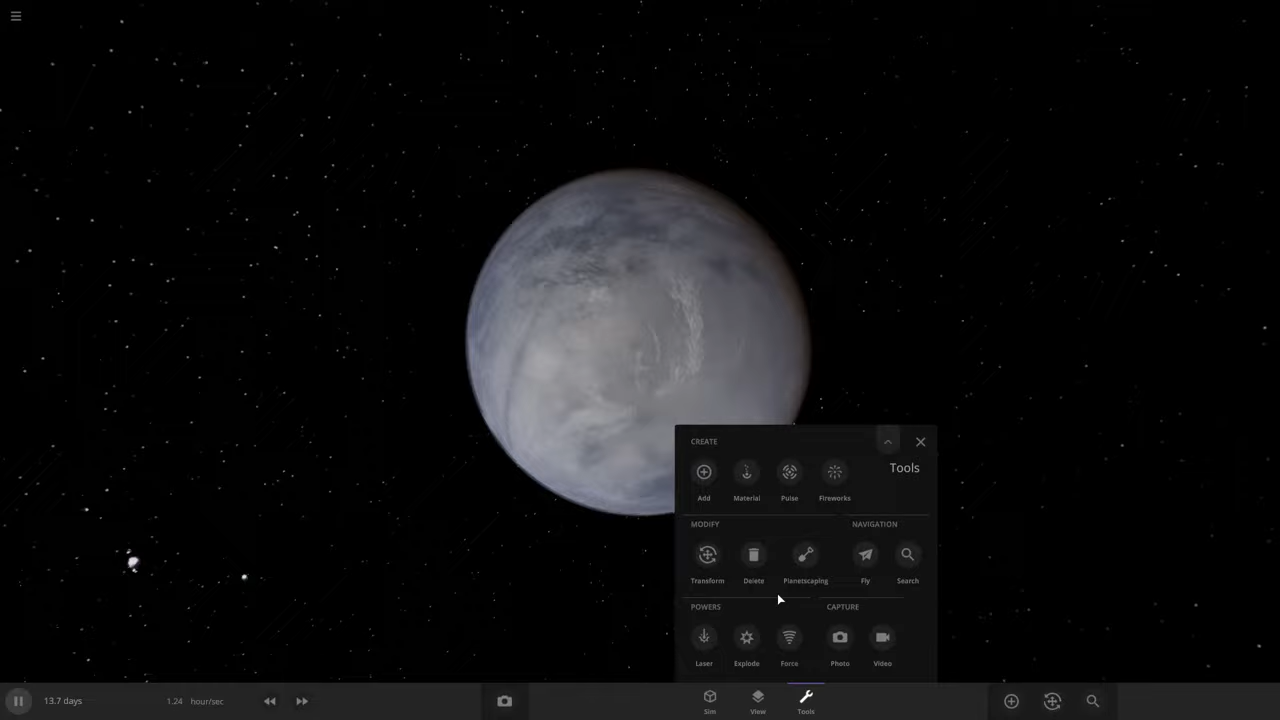 CREATE
Tools
Add Material Pulse Fireworks
MODIFY NAVIGATION
Transform Delete Planetscaping Fly Search
POWERS CAPTURE
Laser Explode Force Photo Video
13.7 days 1.24 hour/sec
Sim View Tools